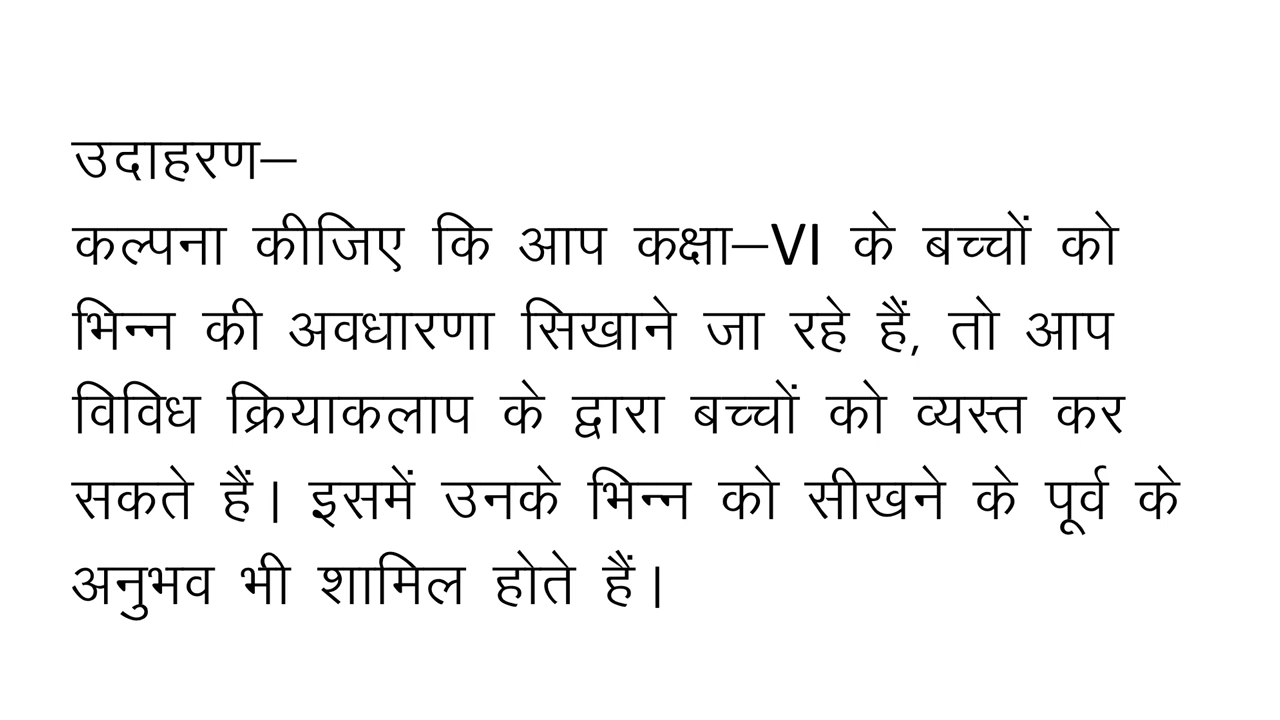 उदाहरण–
कल्पना कीजिए कि आप कक्षा–VI के बच्चों को
भिन्न की अवधारणा सिखाने जा रहे हैं, तो आप
विविध क्रियाकलाप के द्वारा बच्चों को व्यस्त कर
सकते हैं। इसमें उनके भिन्न को सीखने के पूर्व के
अनुभव भी शामिल होते हैं।